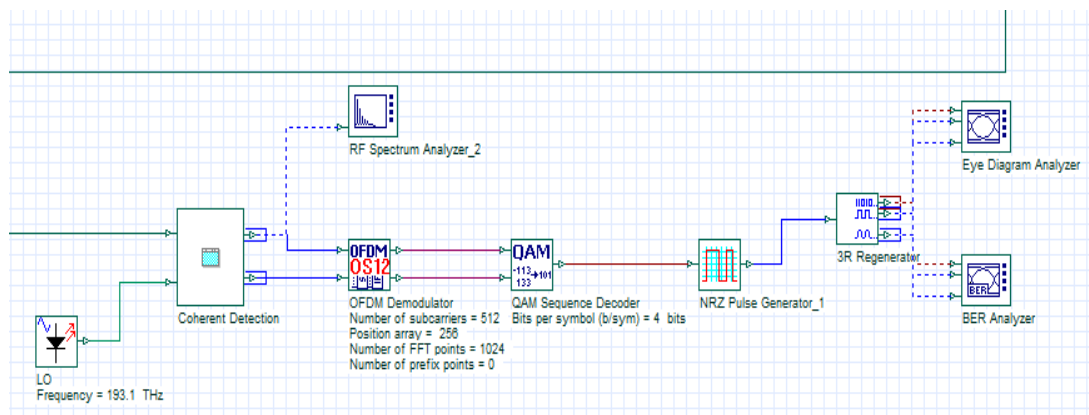 RF Spectrum Analyzer_2
Eye Diagram Analyzer
3R Regenerator
BER
BER Analyzer
Coherent Detection
OFDM
OS12
OFDM Demodulator
Number of subcarriers = 512
Position array = 256
Number of FFT points = 1024
Number of prefix points = 0
QAM
-113
→101
133
QAM Sequence Decoder
Bits per symbol (b/sym) = 4 bits
NRZ Pulse Generator_1
LO
Frequency = 193.1 THz